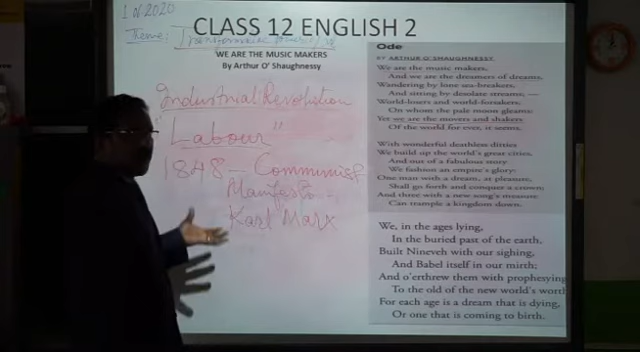 1.01.2020
CLASS 12 ENGLISH 2
Theme:
WE ARE THE MUSIC MAKERS
By Arthur O' Shaughnessy
Industrial Revolution
"Labour"
1848 - Communist
Manifesto
Karl Marx
Ode
BY ARTHUR O'SHAUGHNESSY
We are the music makers,
And we are the dreamers of dreams,
Wandering by lone sea-breakers,
And sitting by desolate streams; —
World-losers and world-forsakers,
On whom the pale moon gleams:
Yet we are the movers and shakers
Of the world for ever, it seems.
With wonderful deathless ditties
We build up the world's great cities,
And out of a fabulous story
We fashion an empire's glory:
One man with a dream, at pleasure,
Shall go forth and conquer a crown;
And three with a new song's measure
Can trample a kingdom down.
We, in the ages lying,
In the buried past of the earth,
Built Nineveh with our sighing,
And Babel itself in our mirth;
And o'erthrew them with prophesying
To the old of the new world's worth
For each age is a dream that is dying,
Or one that is coming to birth.